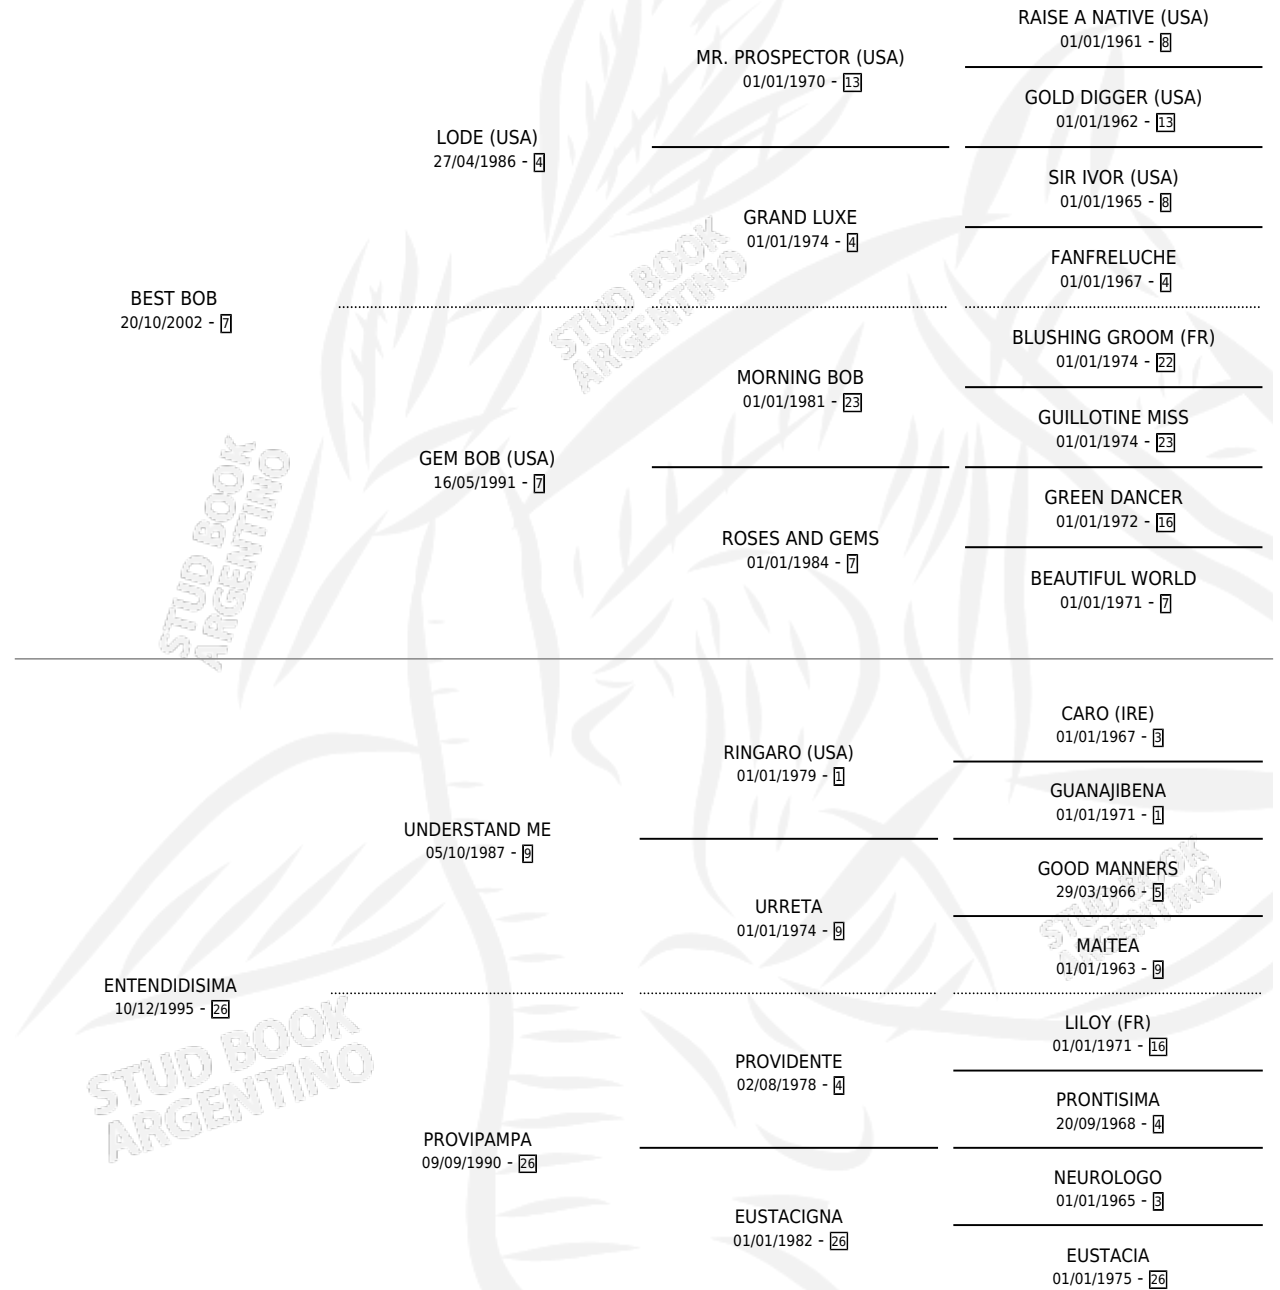 RAISE A NATIVE (USA)
01/01/1961 - 8
MR. PROSPECTOR (USA)
01/01/1970 - 13
GOLD DIGGER (USA)
01/01/1962 - 13
LODE (USA)
27/04/1986 - 4
SIR IVOR (USA)
01/01/1965 - 8
GRAND LUXE
01/01/1974 - 4
FANFRELUCHE
01/01/1967 - 4
BEST BOB
20/10/2002 - 7
BLUSHING GROOM (FR)
01/01/1974 - 22
MORNING BOB
01/01/1981 - 23
GUILLOTINE MISS
01/01/1974 - 23
GEM BOB (USA)
16/05/1991 - 7
GREEN DANCER
01/01/1972 - 16
ROSES AND GEMS
01/01/1984 - 7
BEAUTIFUL WORLD
01/01/1971 - 7
CARO (IRE)
01/01/1967 - 3
RINGARO (USA)
01/01/1979 - 1
GUANAJIBENA
01/01/1971 - 1
UNDERSTAND ME
05/10/1987 - 9
GOOD MANNERS
29/03/1966 - 5
URRETA
01/01/1974 - 9
MAITEA
01/01/1963 - 9
ENTENDIDISIMA
10/12/1995 - 26
LILOY (FR)
01/01/1971 - 16
PROVIDENTE
02/08/1978 - 4
PRONTISIMA
20/09/1968 - 4
PROVIPAMPA
09/09/1990 - 26
NEUROLOGO
01/01/1965 - 3
EUSTACIGNA
01/01/1982 - 26
EUSTACIA
01/01/1975 - 26
STUD BOOK
ARGENTINO
STUD BOOK
ARGENTINO
STUD BOOK
ARGENTINO
STUD BOOK
ARGENTINO